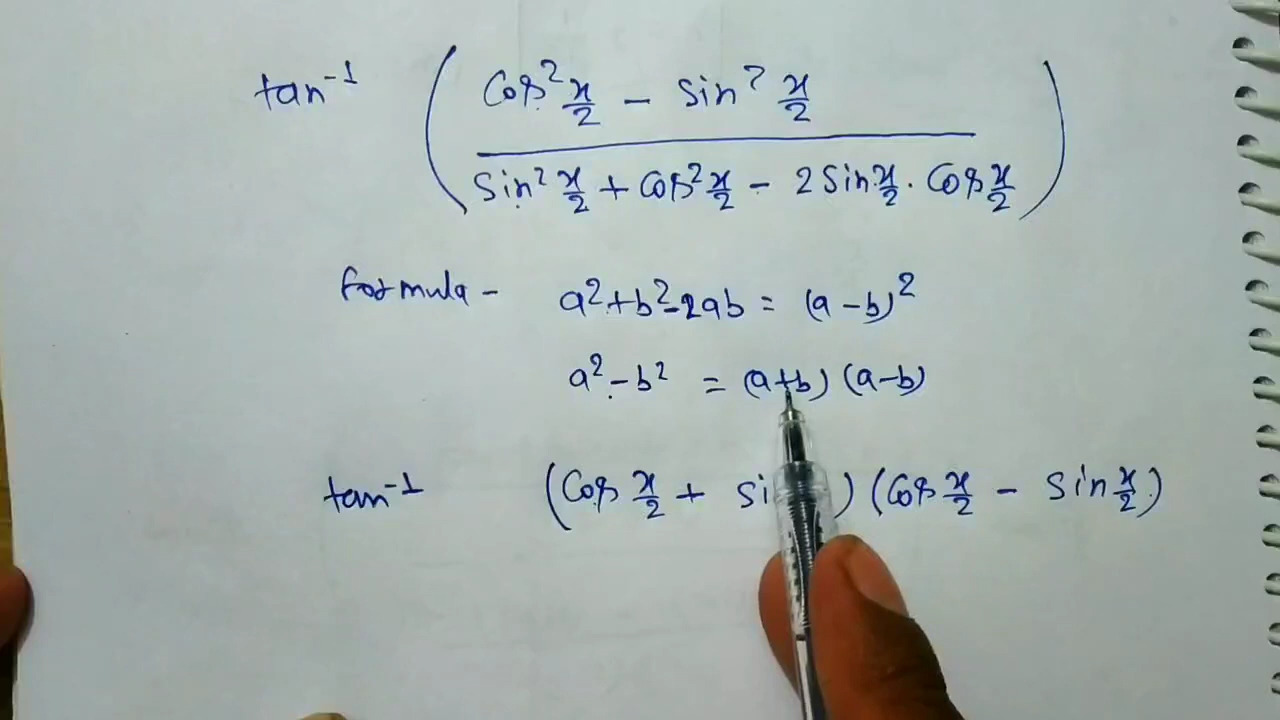 tan⁻¹ ( Cos² x/2 - Sin² x/2 / Sin² x/2 + Cos² x/2 - 2 Sin x/2 . Cos x/2 )
formula - a² + b² - 2ab = (a - b)²
a² - b² = (a+b) (a-b)
tan⁻¹ (Cos x/2 + Si ) (Cos x/2 - Sin x/2)